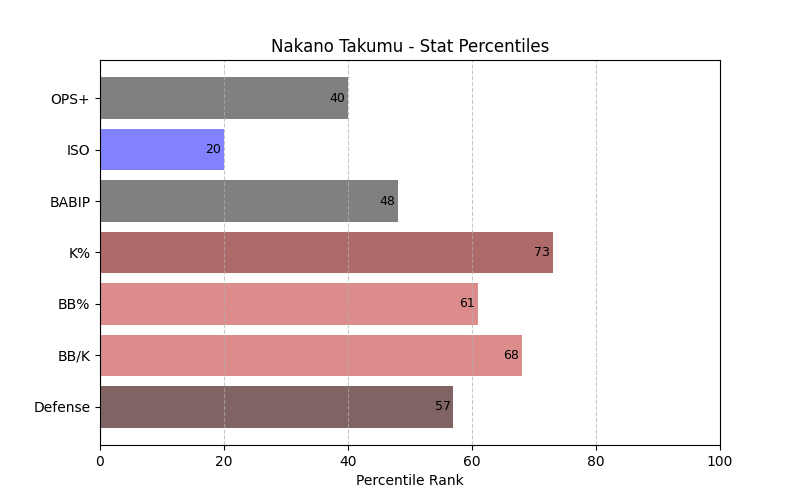 Nakano Takumu - Stat Percentiles
OPS+ 40
ISO 20
BABIP 48
K% 73
BB% 61
BB/K 68
Defense 57
0 20 40 60 80 100
Percentile Rank